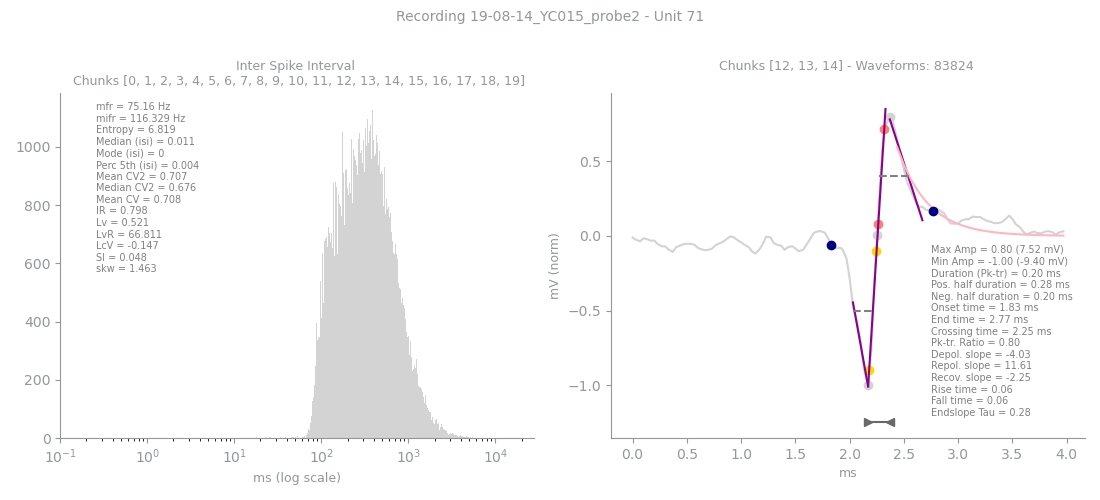 Recording 19-08-14_YC015_probe2 - Unit 71
Inter Spike Interval
Chunks [0, 1, 2, 3, 4, 5, 6, 7, 8, 9, 10, 11, 12, 13, 14, 15, 16, 17, 18, 19]
mfr = 75.16 Hz
mifr = 116.329 Hz
Entropy = 6.819
Median (isi) = 0.011
Mode (isi) = 0
Perc 5th (isi) = 0.004
Mean CV2 = 0.707
Median CV2 = 0.676
Mean CV = 0.708
IR = 0.798
Lv = 0.521
LvR = 66.811
LcV = -0.147
SI = 0.048
skw = 1.463
1000
800
600
400
200
0
10⁻¹ 10⁰ 10¹ 10² 10³ 10⁴
ms (log scale)
Chunks [12, 13, 14] - Waveforms: 83824
mV (norm)
0.5
0.0
−0.5
−1.0
Max Amp = 0.80 (7.52 mV)
Min Amp = -1.00 (-9.40 mV)
Duration (Pk-tr) = 0.20 ms
Pos. half duration = 0.28 ms
Neg. half duration = 0.20 ms
Onset time = 1.83 ms
End time = 2.77 ms
Crossing time = 2.25 ms
Pk-tr. Ratio = 0.80
Depol. slope = -4.03
Repol. slope = 11.61
Recov. slope = -2.25
Rise time = 0.06
Fall time = 0.06
Endslope Tau = 0.28
0.0 0.5 1.0 1.5 2.0 2.5 3.0 3.5 4.0
ms